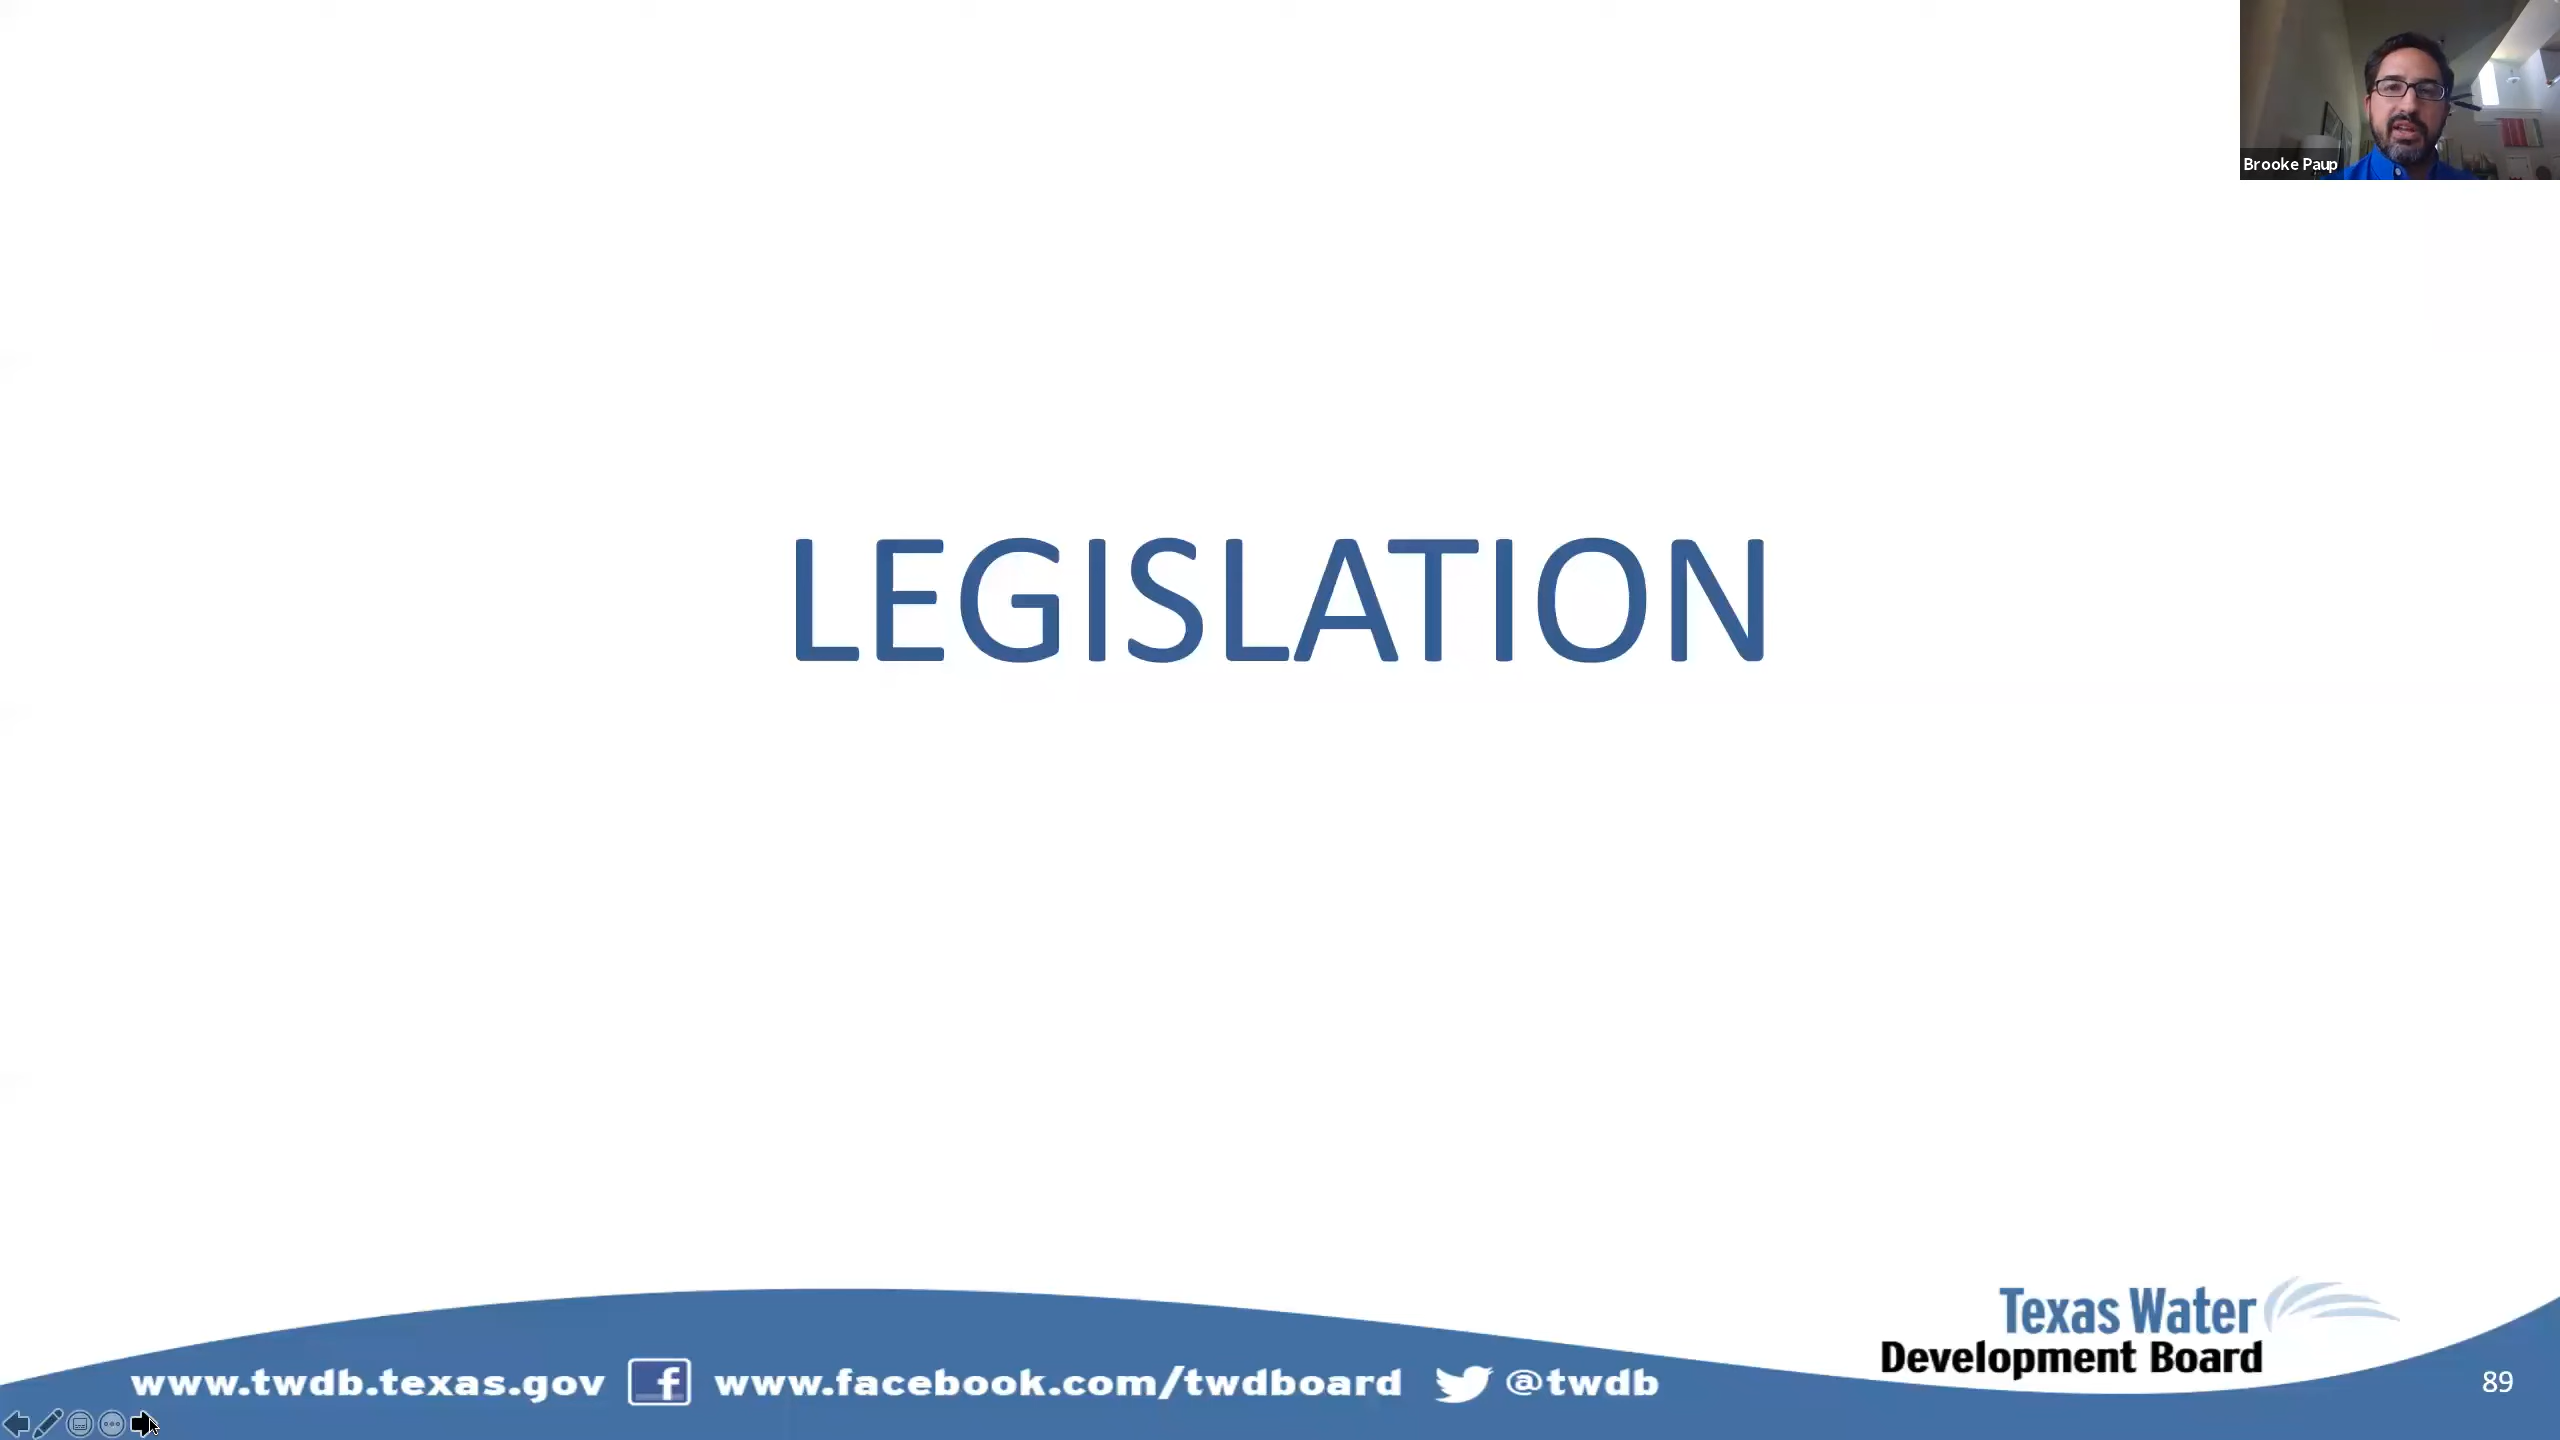 Brooke Paup
LEGISLATION
Texas Water
Development Board
www.twdb.texas.gov f www.facebook.com/twdboard @twdb
89